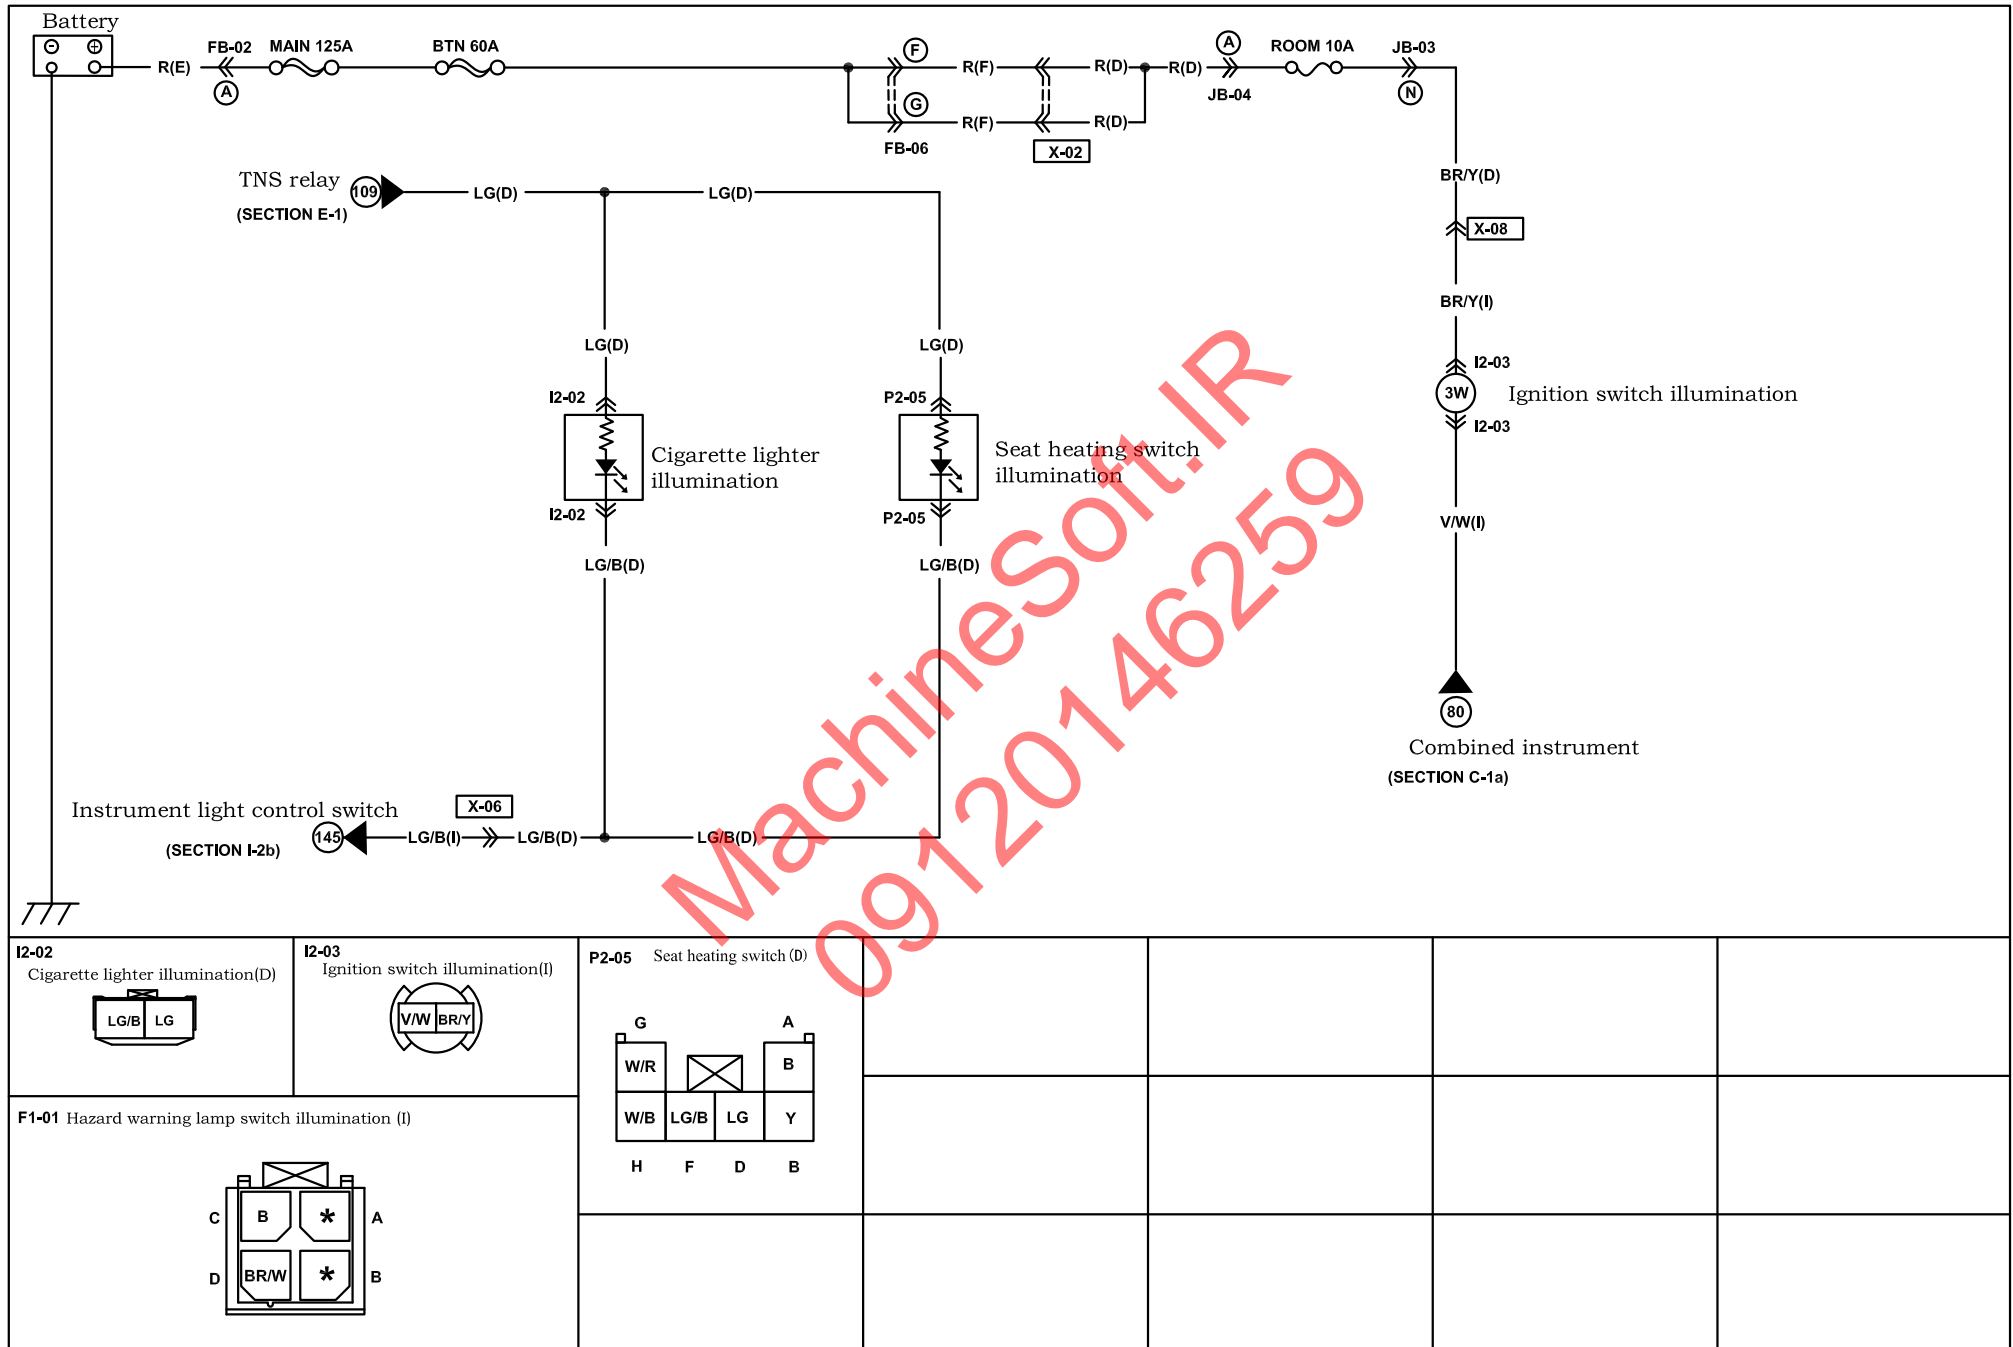 Battery
FB-02
MAIN 125A
BTN 60A
F
A
ROOM 10A
JB-03
R(E)
R(F)
R(D)
R(D)
A
G
JB-04
N
R(F)
R(D)
FB-06
X-02
TNS relay
109
LG(D)
LG(D)
(SECTION E-1)
BR/Y(D)
X-08
BR/Y(I)
LG(D)
LG(D)
I2-03
3W
Ignition switch illumination
I2-03
I2-02
P2-05
Cigarette lighter
illumination
Seat heating switch
illumination
I2-02
P2-05
V/W(I)
LG/B(D)
LG/B(D)
80
Combined instrument
(SECTION C-1a)
Instrument light control switch
X-06
145
LG/B(I)
LG/B(D)
LG/B(D)
(SECTION I-2b)
MachineSoft.IR
09120146259
I2-02
Cigarette lighter illumination(D)
LG/B
LG
I2-03
Ignition switch illumination(I)
V/W
BR/Y
P2-05
Seat heating switch (D)
G
A
W/R
B
W/B
LG/B
LG
Y
H
F
D
B
F1-01 Hazard warning lamp switch illumination (I)
C
B
*
A
D
BR/W
*
B